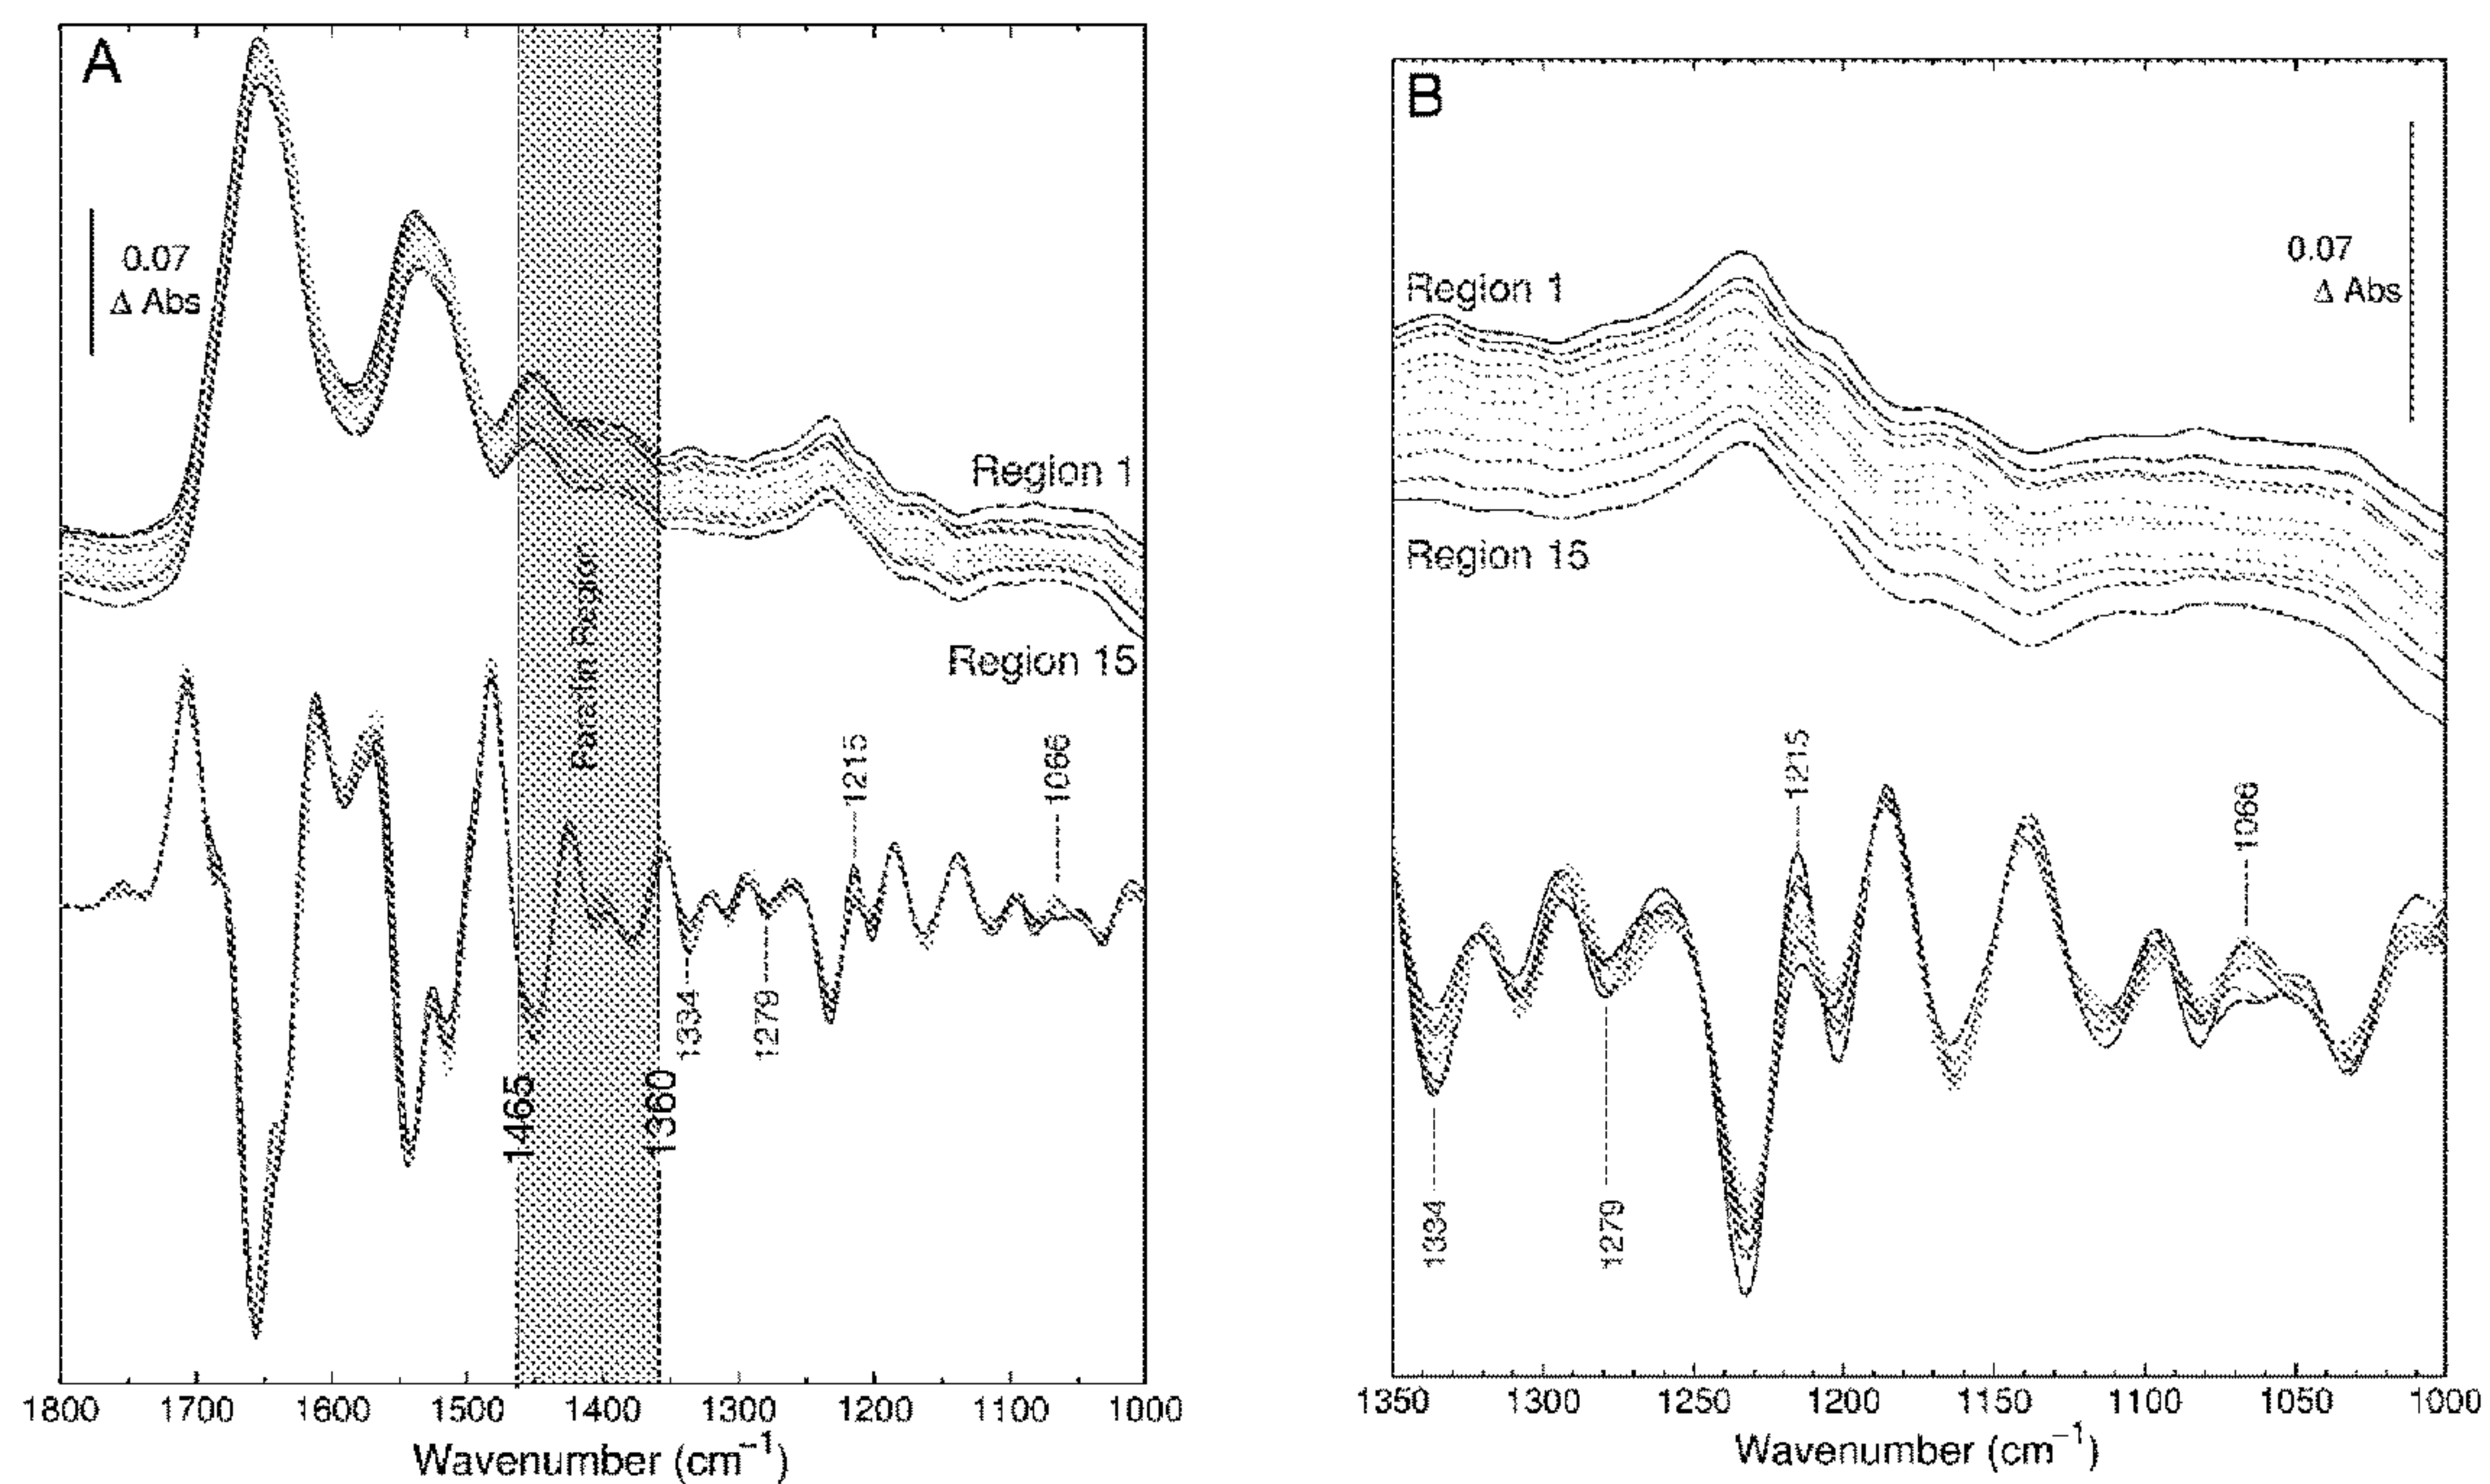 A
0.07
Δ Abs
Region 1
Region 15
Paraffin Region
1215
1066
1334
1279
1465
1360
1800 1700 1600 1500 1400 1300 1200 1100 1000
Wavenumber (cm⁻¹)
B
0.07
Δ Abs
Region 1
Region 15
1215
1066
1334
1279
1350 1300 1250 1200 1150 1100 1050 1000
Wavenumber (cm⁻¹)